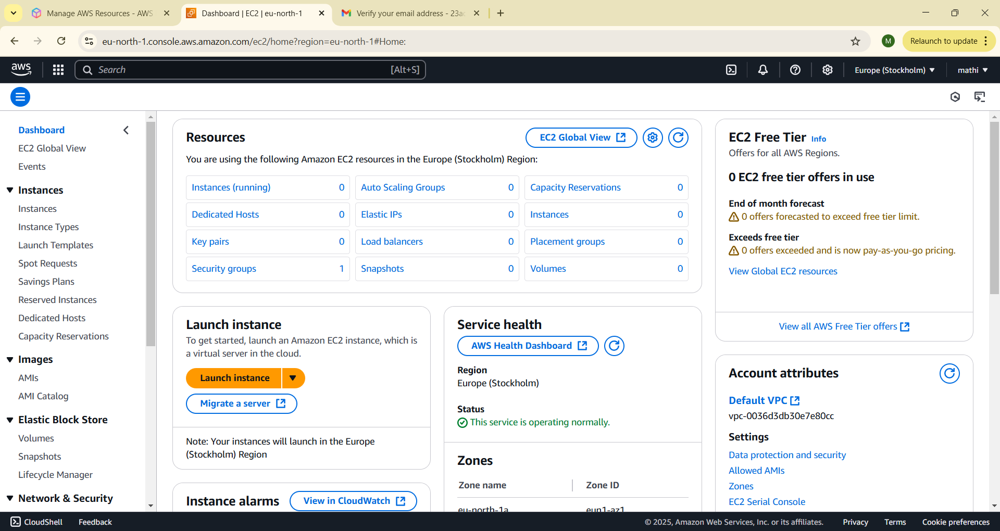 Manage AWS Resources - AWS
Dashboard | EC2 | eu-north-1
Verify your email address - 23ac
eu-north-1.console.aws.amazon.com/ec2/home?region=eu-north-1#Home:
M
Relaunch to update
aws
Search
[Alt+S]
Europe (Stockholm)
mathi
Dashboard
EC2 Global View
Events
Instances
Instances
Instance Types
Launch Templates
Spot Requests
Savings Plans
Reserved Instances
Dedicated Hosts
Capacity Reservations
Images
AMIs
AMI Catalog
Elastic Block Store
Volumes
Snapshots
Lifecycle Manager
Network & Security
Resources
EC2 Global View
You are using the following Amazon EC2 resources in the Europe (Stockholm) Region:
Instances (running) 0
Auto Scaling Groups 0
Capacity Reservations 0
Dedicated Hosts 0
Elastic IPs 0
Instances 0
Key pairs 0
Load balancers 0
Placement groups 0
Security groups 1
Snapshots 0
Volumes 0
Launch instance
To get started, launch an Amazon EC2 instance, which is
a virtual server in the cloud.
Launch instance
Migrate a server
Note: Your instances will launch in the Europe
(Stockholm) Region
Instance alarms
View in CloudWatch
Service health
AWS Health Dashboard
Region
Europe (Stockholm)
Status
This service is operating normally.
Zones
Zone name
Zone ID
eu-north-1a
eun1-az1
EC2 Free Tier Info
Offers for all AWS Regions.
0 EC2 free tier offers in use
End of month forecast
0 offers forecasted to exceed free tier limit.
Exceeds free tier
0 offers exceeded and is now pay-as-you-go pricing.
View Global EC2 resources
View all AWS Free Tier offers
Account attributes
Default VPC
vpc-0036d3db30e7e80cc
Settings
Data protection and security
Allowed AMIs
Zones
EC2 Serial Console
CloudShell
Feedback
© 2025, Amazon Web Services, Inc. or its affiliates.
Privacy
Terms
Cookie preferences